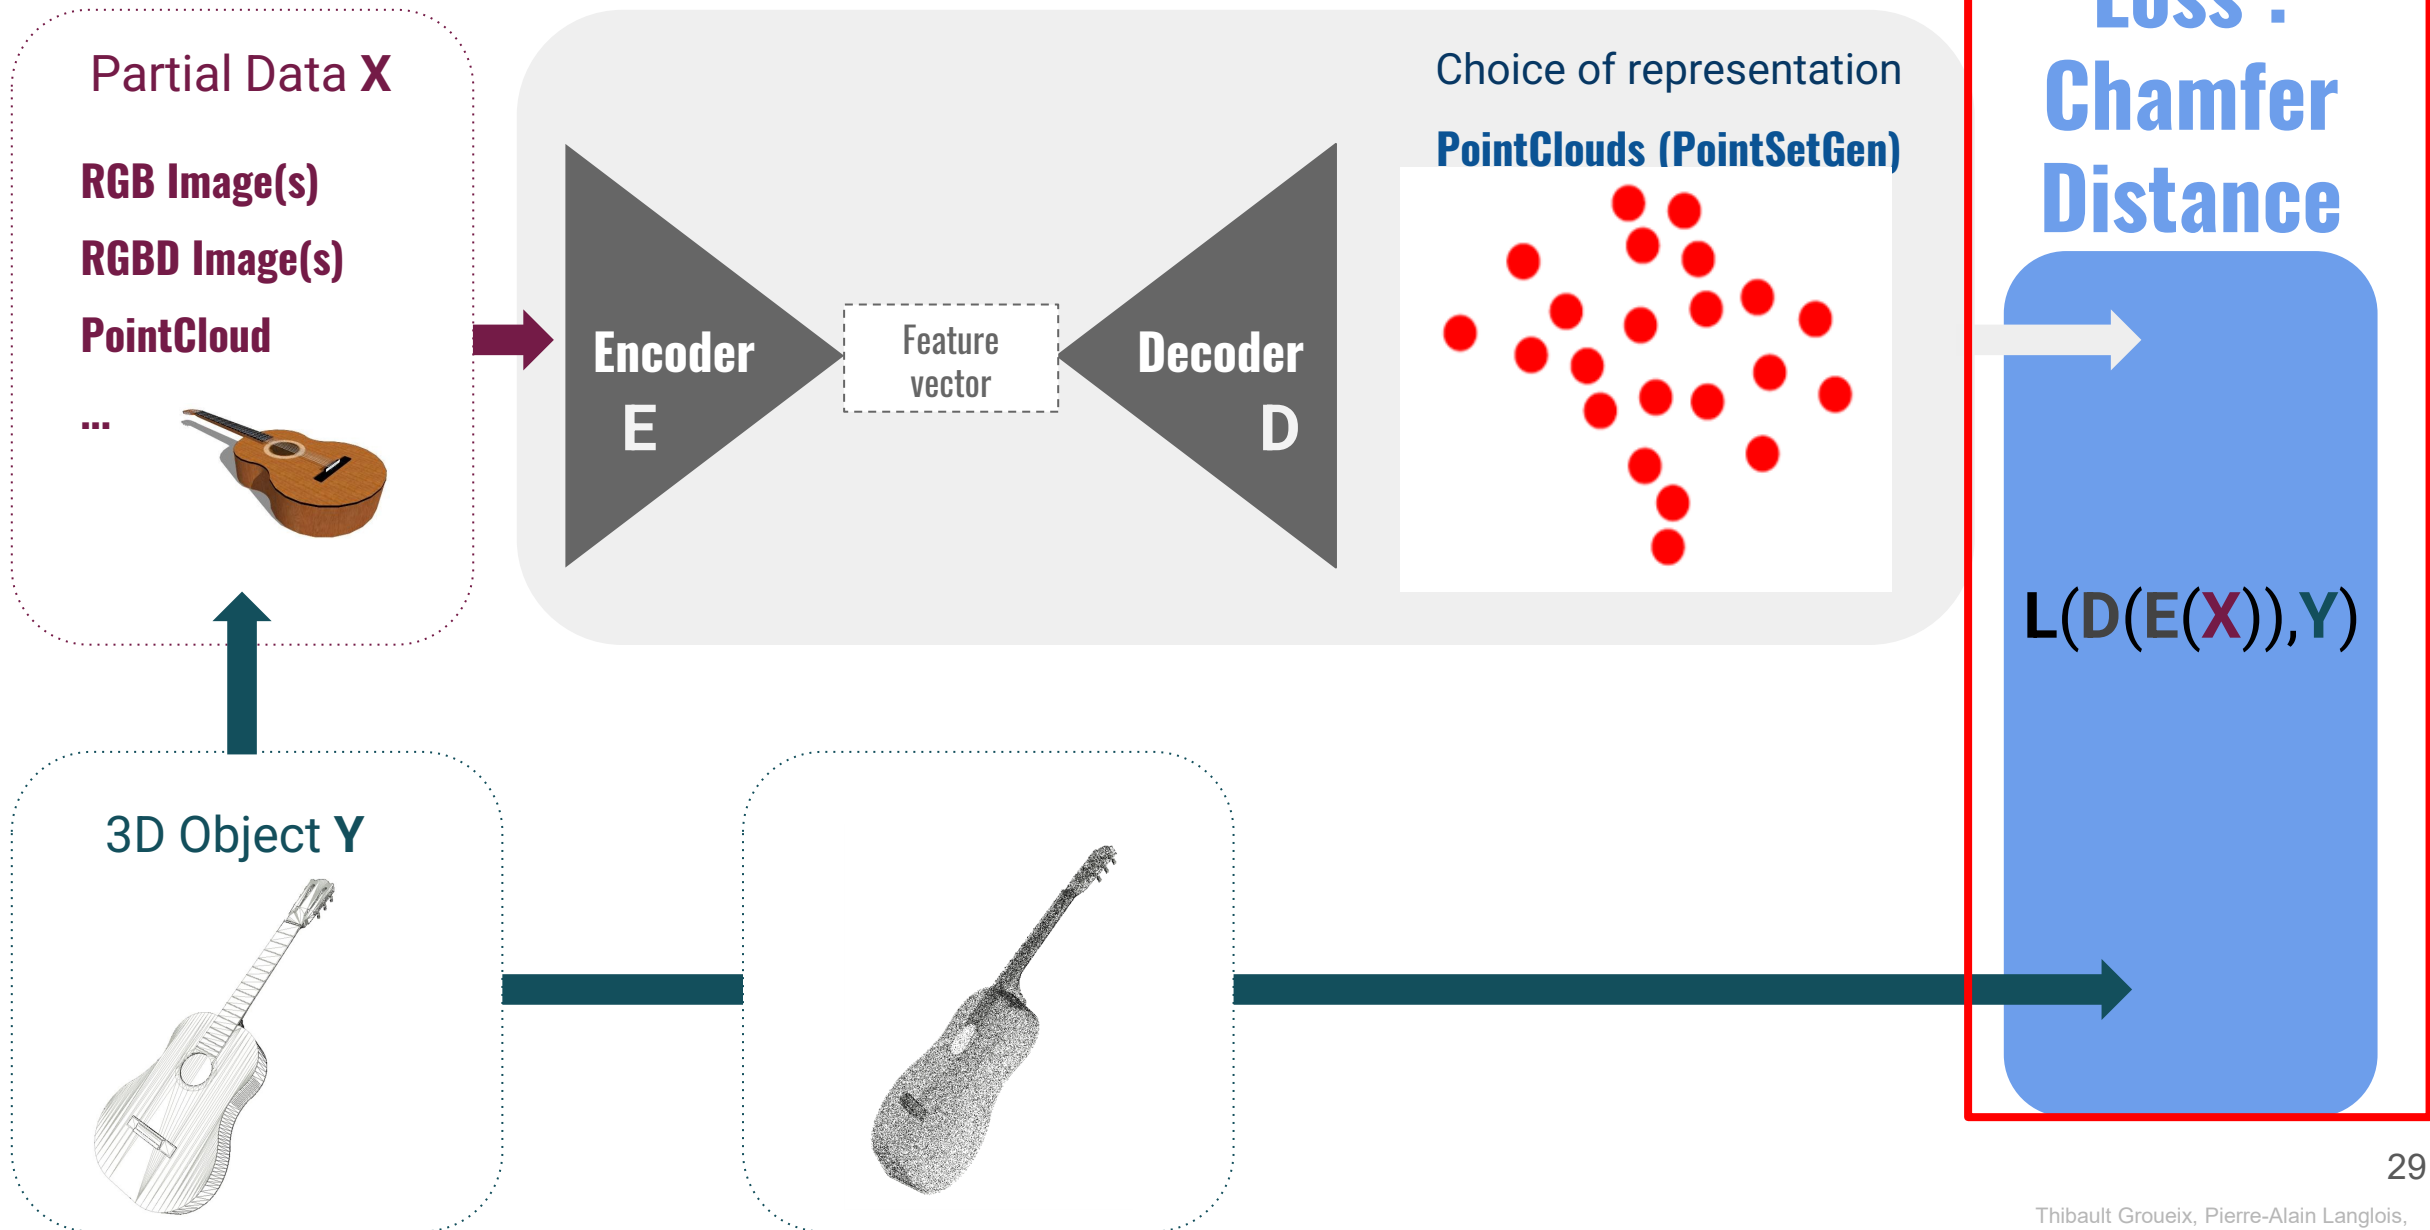 Partial Data X
RGB Image(s)
RGBD Image(s)
PointCloud
...
Encoder
E
Feature
vector
Decoder
D
Choice of representation
PointClouds (PointSetGen)
Loss :
Chamfer
Distance
L(D(E(X)),Y)
3D Object Y
29
Thibault Groueix, Pierre-Alain Langlois,